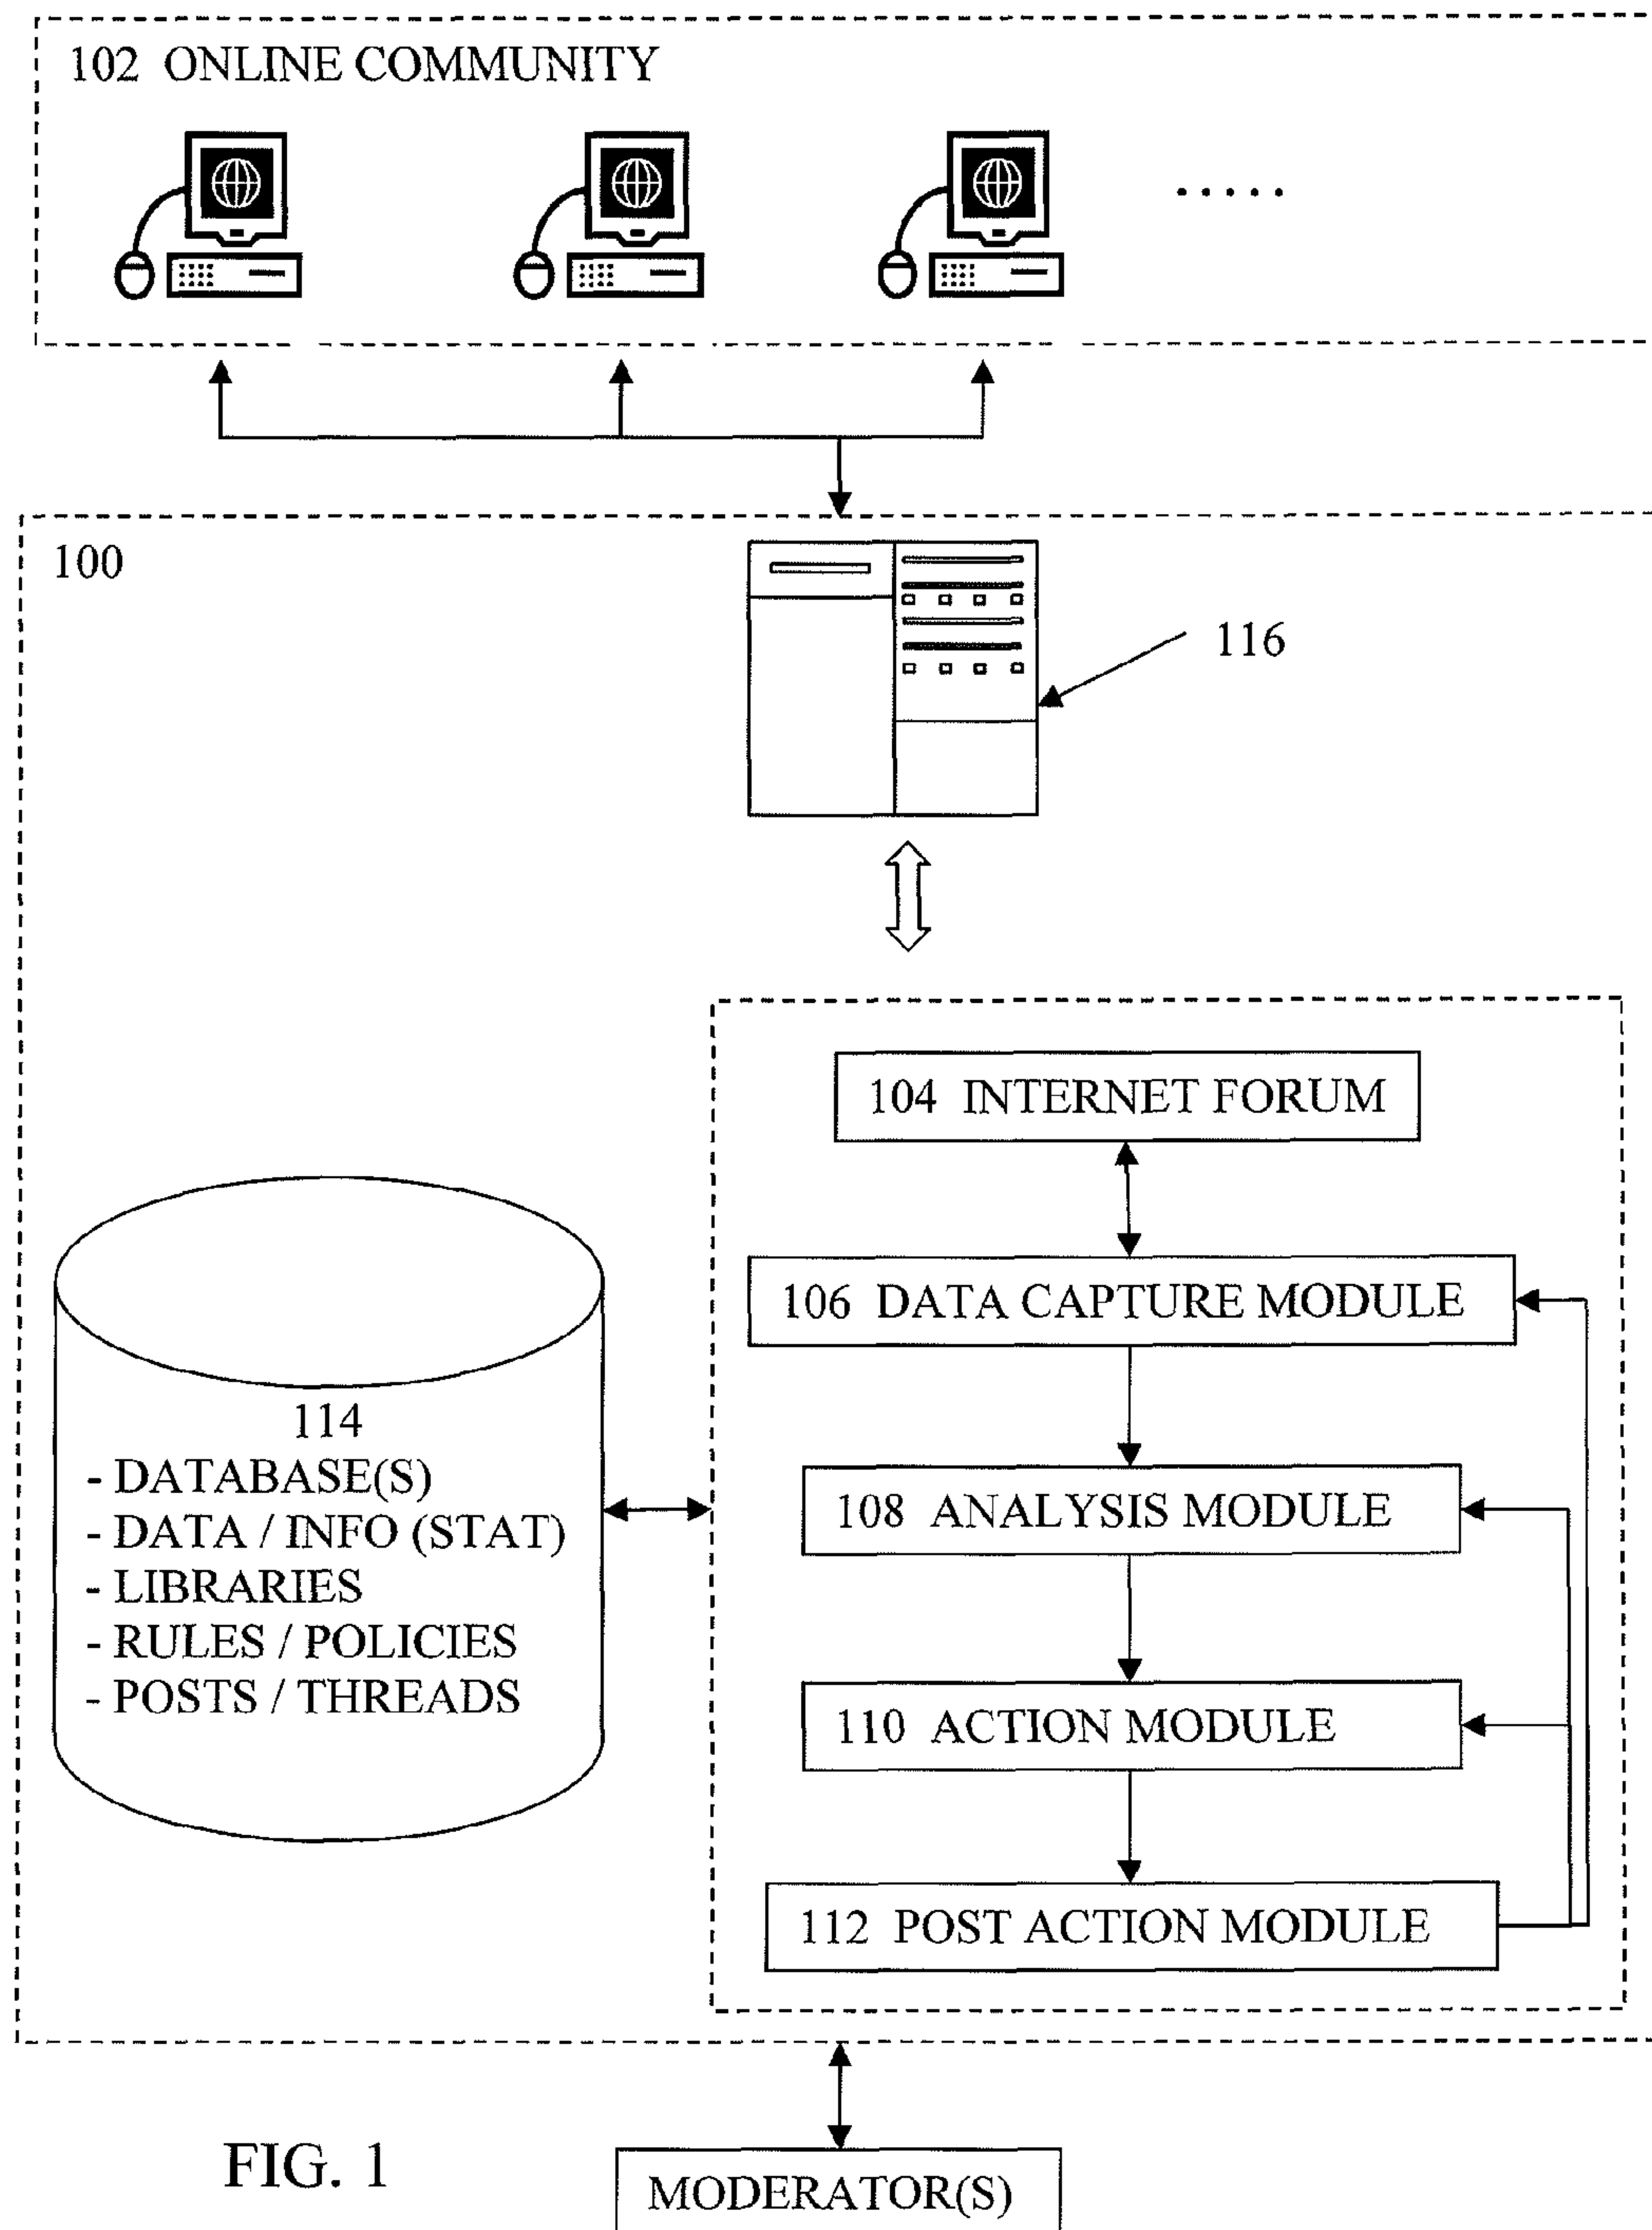 102 ONLINE COMMUNITY
100
116
104 INTERNET FORUM
106 DATA CAPTURE MODULE
114
- DATABASE(S)
- DATA / INFO (STAT)
- LIBRARIES
- RULES / POLICIES
- POSTS / THREADS
108 ANALYSIS MODULE
110 ACTION MODULE
112 POST ACTION MODULE
FIG. 1
MODERATOR(S)